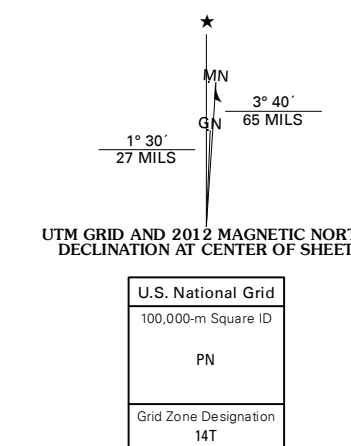 ★
MN
3° 40´
65 MILS
GN
1° 30´
27 MILS
UTM GRID AND 2012 MAGNETIC NORT
DECLINATION AT CENTER OF SHEET
U.S. National Grid
100,000-m Square ID
PN
Grid Zone Designation
14T